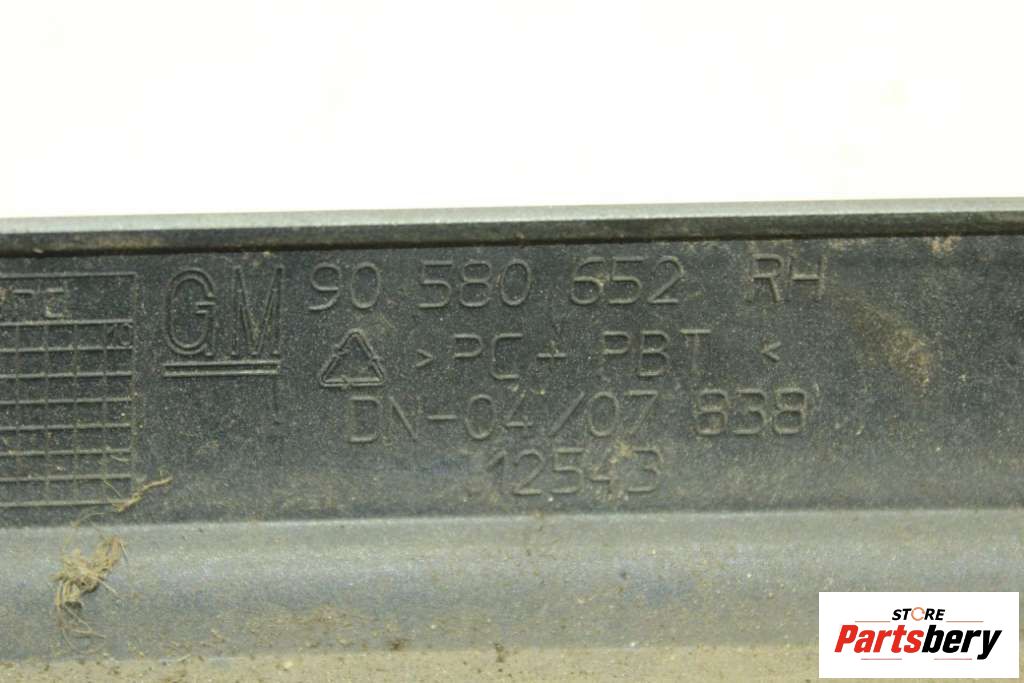 GM 90 580 652 RH
>PC+PBT<
DN-04/07 838
12543
STORE
Partsbery